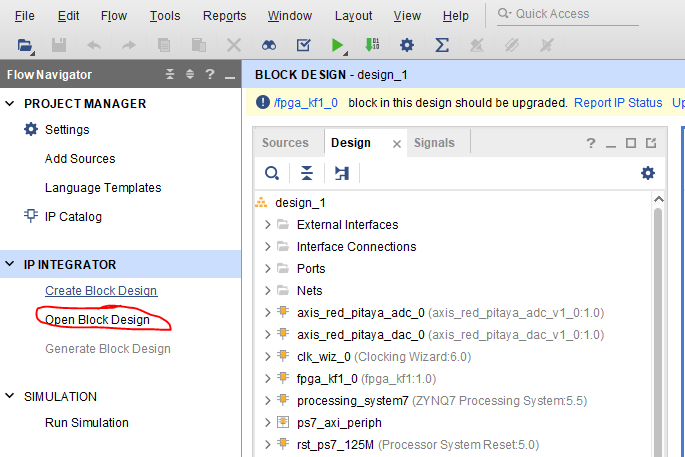 File Edit Flow Tools Reports Window Layout View Help Quick Access
Flow Navigator
PROJECT MANAGER
Settings
Add Sources
Language Templates
IP Catalog
IP INTEGRATOR
Create Block Design
Open Block Design
Generate Block Design
SIMULATION
Run Simulation
BLOCK DESIGN - design_1
/fpga_kf1_0 block in this design should be upgraded. Report IP Status Up
Sources Design Signals
design_1
External Interfaces
Interface Connections
Ports
Nets
axis_red_pitaya_adc_0 (axis_red_pitaya_adc_v1_0:1.0)
axis_red_pitaya_dac_0 (axis_red_pitaya_dac_v1_0:1.0)
clk_wiz_0 (Clocking Wizard:6.0)
fpga_kf1_0 (fpga_kf1:1.0)
processing_system7 (ZYNQ7 Processing System:5.5)
ps7_axi_periph
rst_ps7_125M (Processor System Reset:5.0)